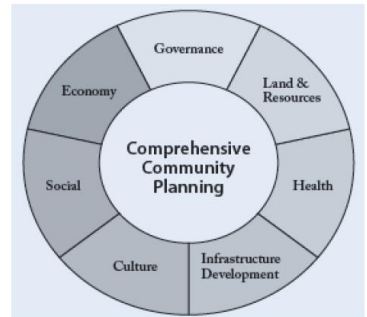 Governance
Land &
Resources
Health
Infrastructure
Development
Culture
Social
Economy
Comprehensive
Community
Planning